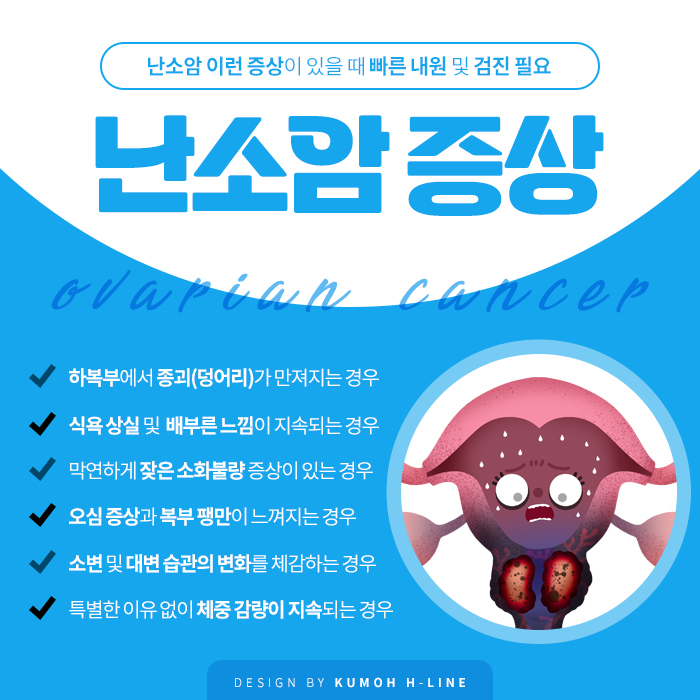 난소암 이런 증상이 있을 때 빠른 내원 및 검진 필요
난소암 증상
ovarian cancer
하복부에서 종괴(덩어리)가 만져지는 경우
식욕 상실 및 배부른 느낌이 지속되는 경우
막연하게 잦은 소화불량 증상이 있는 경우
오심 증상과 복부 팽만이 느껴지는 경우
소변 및 대변 습관의 변화를 체감하는 경우
특별한 이유 없이 체중 감량이 지속되는 경우
DESIGN BY KUMOH H-LINE